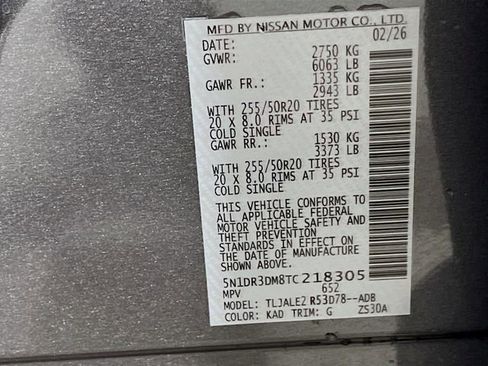 MFD BY NISSAN MOTOR CO., LTD.
DATE: 02/26
GVWR: 2750 KG
6063 LB
GAWR FR.: 1335 KG
2943 LB
WITH 255/50R20 TIRES
20 X 8.0 RIMS AT 35 PSI
COLD SINGLE
GAWR RR.: 1530 KG
3373 LB
WITH 255/50R20 TIRES
20 X 8.0 RIMS AT 35 PSI
COLD SINGLE
THIS VEHICLE CONFORMS TO
ALL APPLICABLE FEDERAL
MOTOR VEHICLE SAFETY AND
THEFT PREVENTION
STANDARDS IN EFFECT ON
THE DATE OF MANUFACTURE
SHOWN ABOVE.
5N1DR3DM8TC218305
MPV 652
MODEL: TLJALE2 R53D78--ADB
COLOR: KAD TRIM: G ZS30A